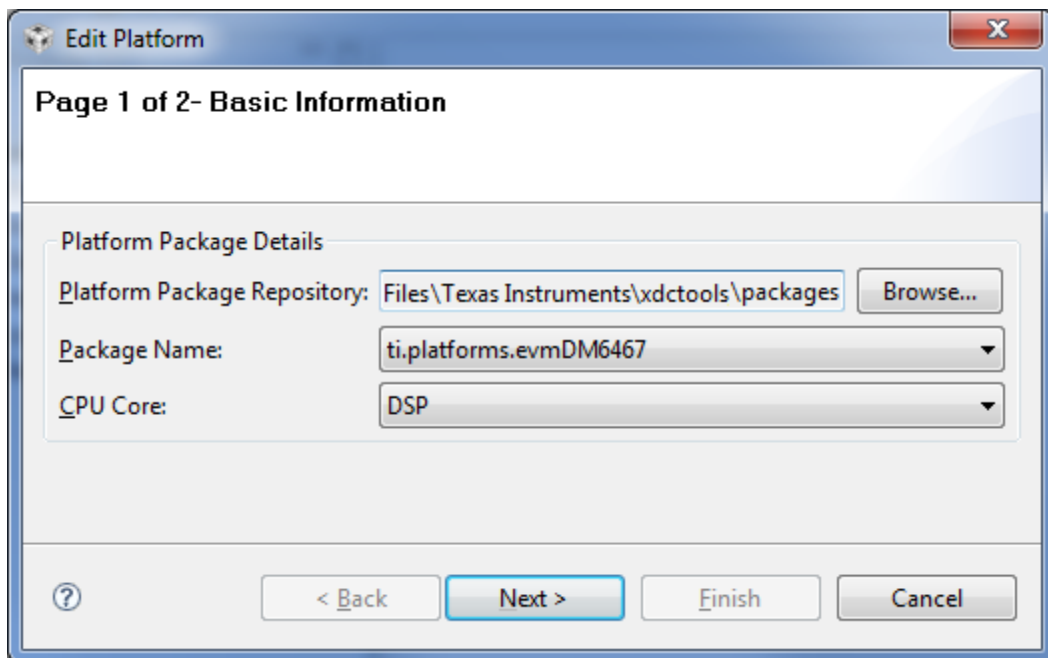 Edit Platform
Page 1 of 2- Basic Information
Platform Package Details
Platform Package Repository: Files\Texas Instruments\xdctools\packages Browse...
Package Name: ti.platforms.evmDM6467
CPU Core: DSP
< Back Next > Finish Cancel